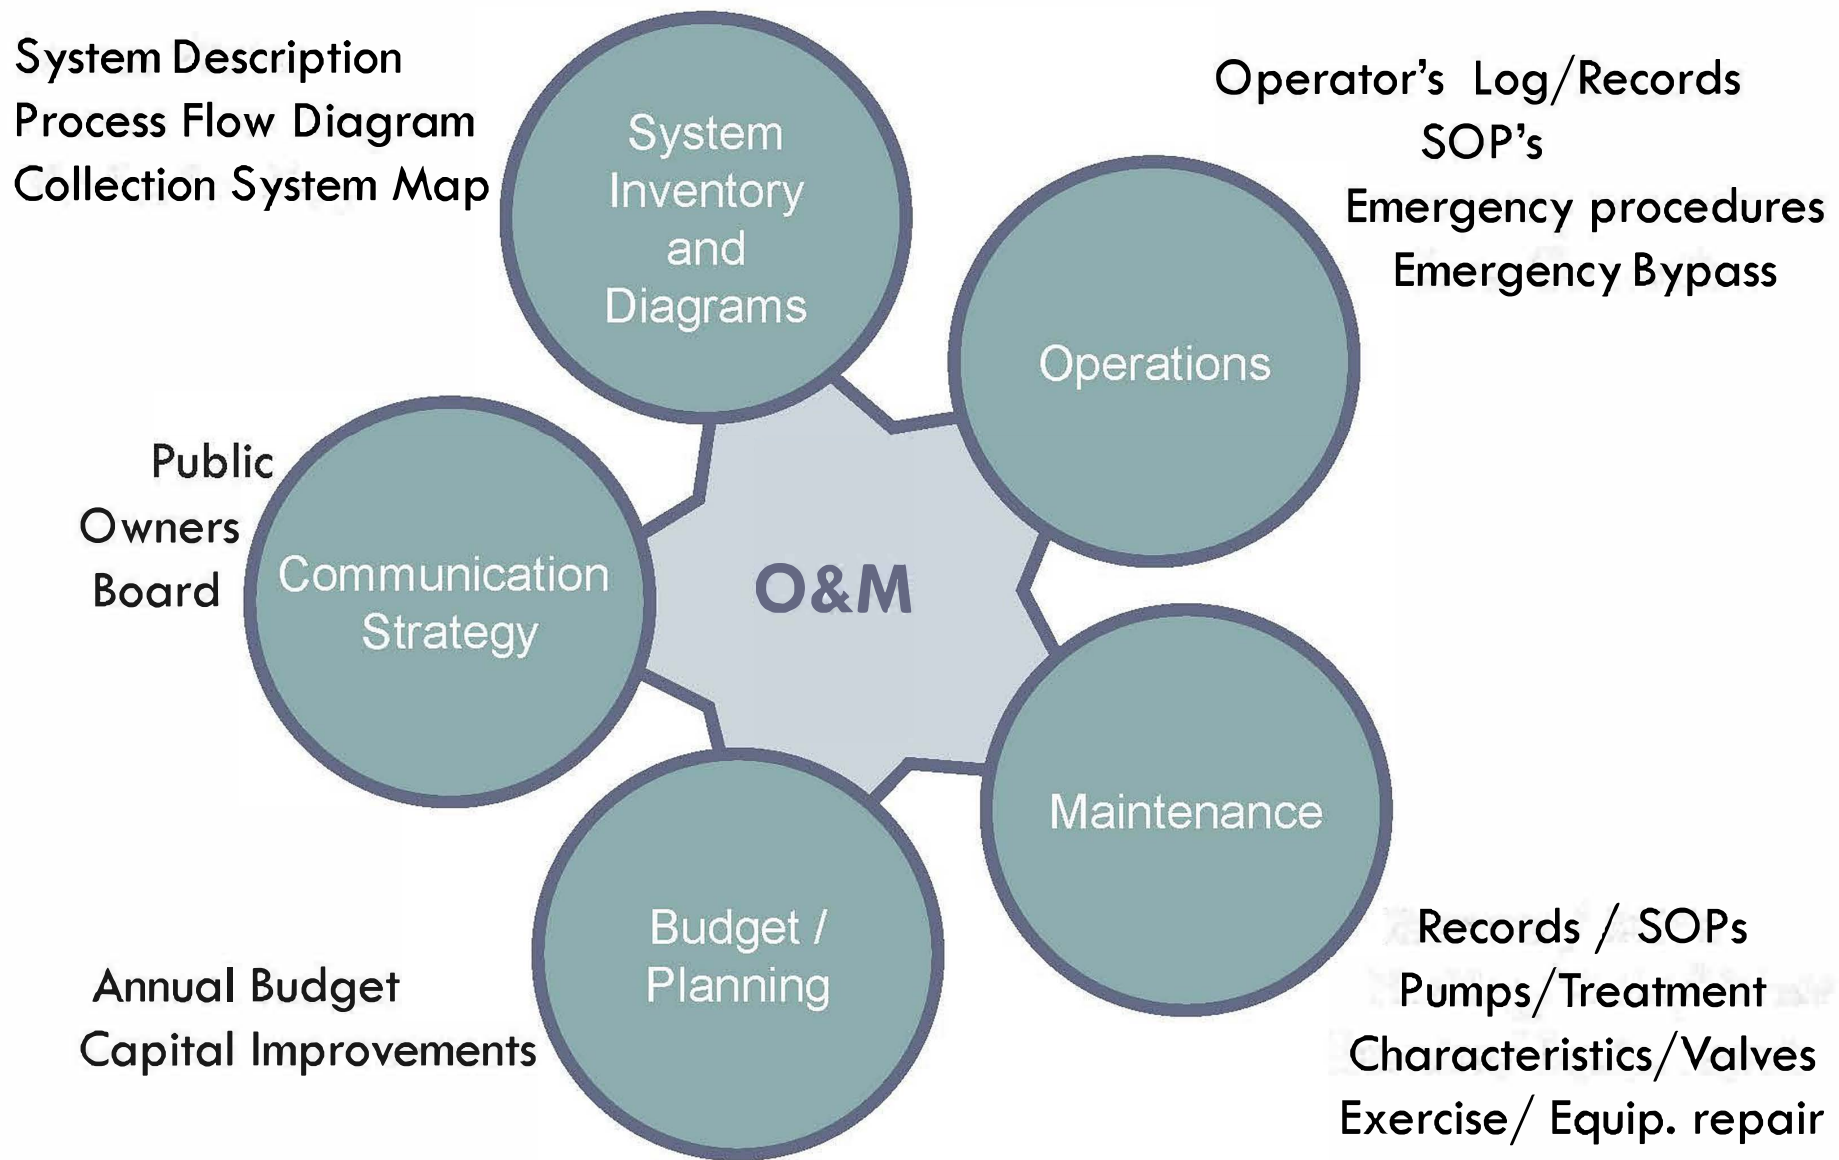 System Description
Process Flow Diagram
Collection System Map
System
Inventory
and
Diagrams
Operator's Log/Records
SOP's
Emergency procedures
Emergency Bypass
Operations
Public
Owners
Board
Communication
Strategy
O&M
Maintenance
Budget /
Planning
Annual Budget
Capital Improvements
Records / SOPs
Pumps/Treatment
Characteristics/Valves
Exercise/ Equip. repair